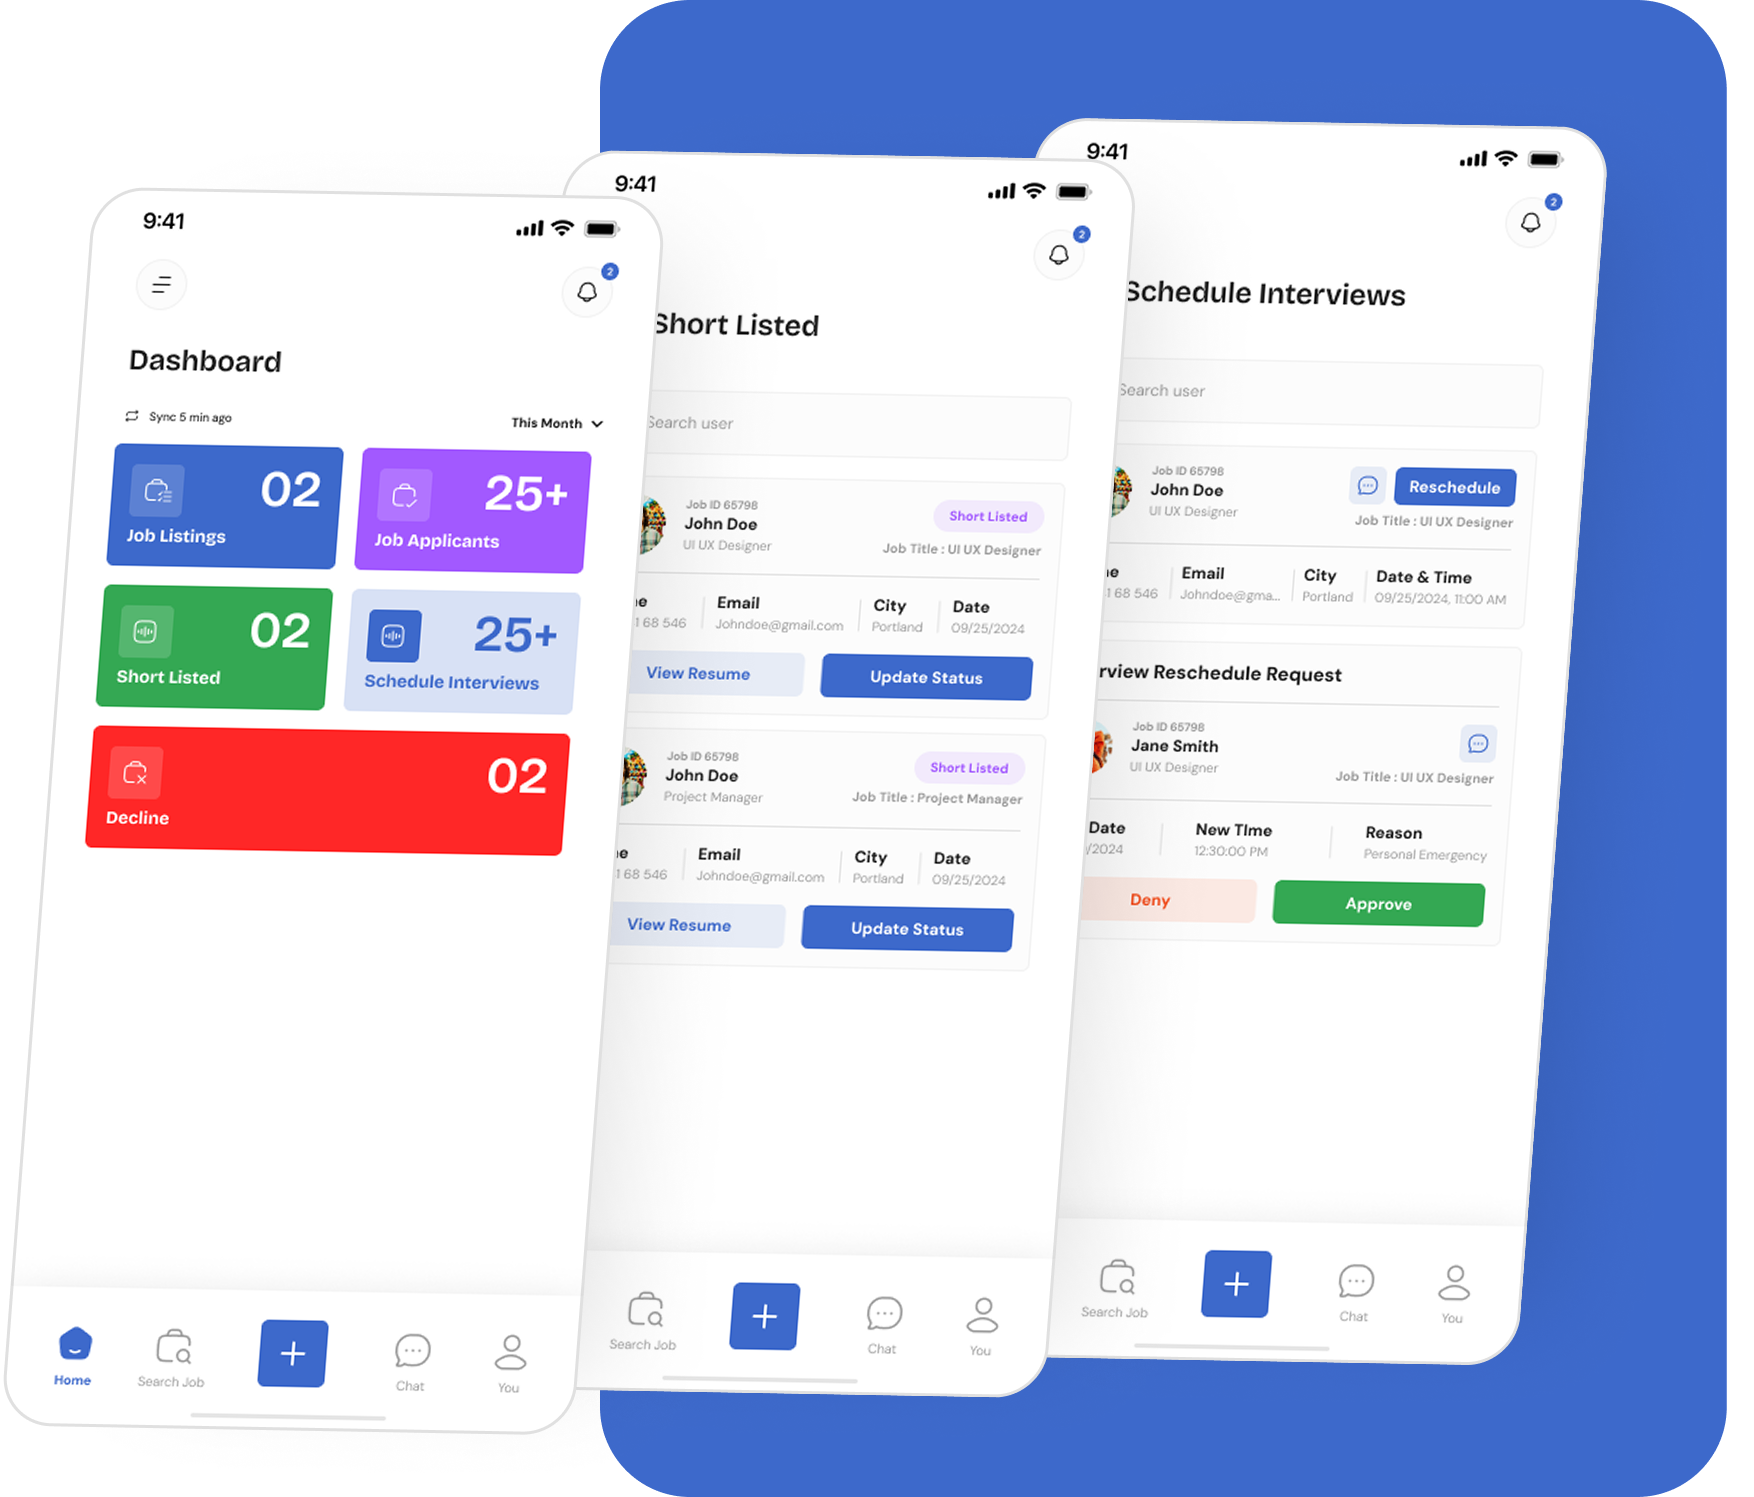 9:41
2
Dashboard
Sync 5 min ago
This Month
02
Job Listings
25+
Job Applicants
02
Short Listed
25+
Schedule Interviews
02
Decline
Home
Search Job
Chat
You
9:41
2
Short Listed
Search user
Job ID 65798
John Doe
UI UX Designer
Short Listed
Job Title : UI UX Designer
Email
City
Date
1 68 546
Johndoe@gmail.com
Portland
09/25/2024
View Resume
Update Status
Job ID 65798
John Doe
Project Manager
Short Listed
Job Title : Project Manager
Email
City
Date
1 68 546
Johndoe@gmail.com
Portland
09/25/2024
View Resume
Update Status
Search Job
Chat
You
9:41
2
Schedule Interviews
Search user
Job ID 65798
John Doe
UI UX Designer
Reschedule
Job Title : UI UX Designer
Email
City
Date & Time
1 68 546
Johndoe@gma...
Portland
09/25/2024, 11:00 AM
rview Reschedule Request
Job ID 65798
Jane Smith
UI UX Designer
Job Title : UI UX Designer
Date
New TIme
Reason
/2024
12:30:00 PM
Personal Emergency
Deny
Approve
Search Job
Chat
You